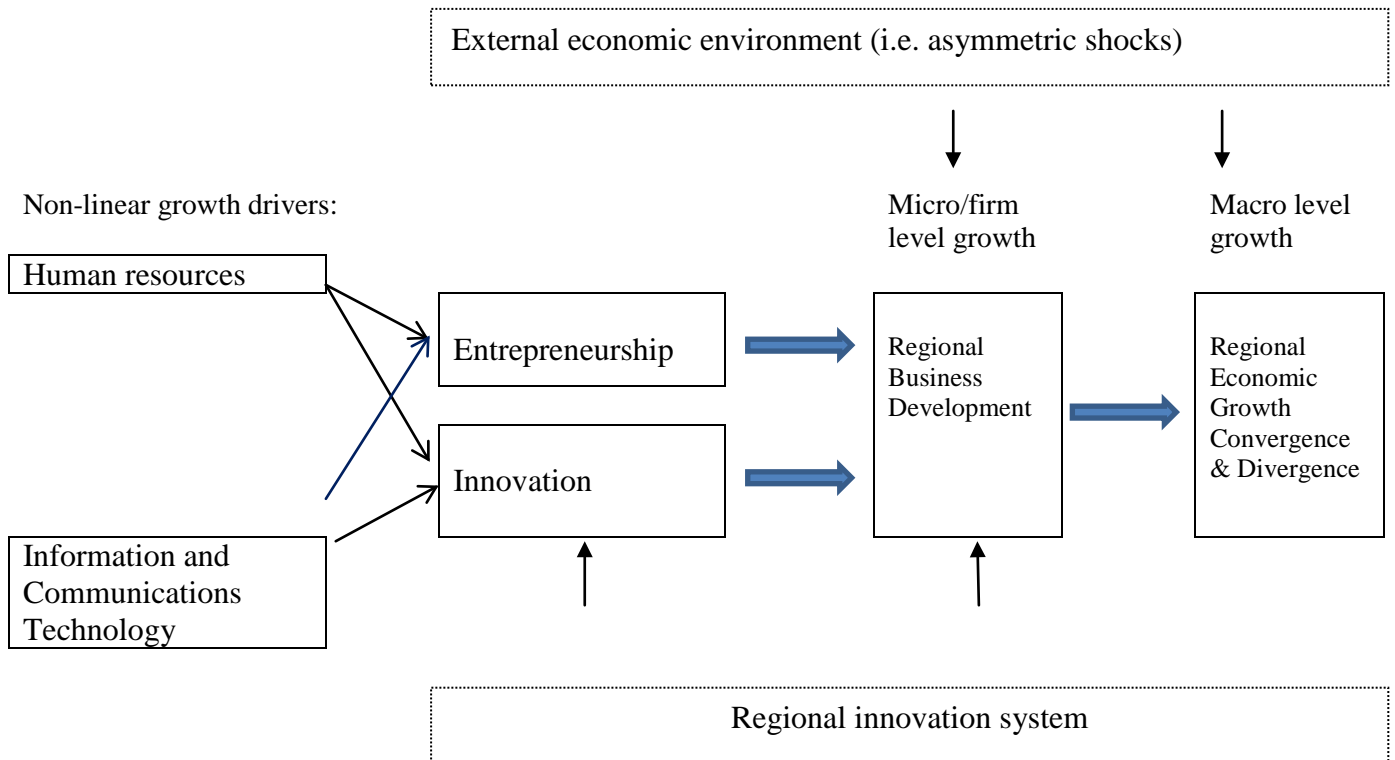 External economic environment (i.e. asymmetric shocks)
Non-linear growth drivers:
Micro/firm
level growth
Macro level
growth
Human resources
Entrepreneurship
Regional
Business
Development
Regional
Economic
Growth
Convergence
& Divergence
Innovation
Information and
Communications
Technology
Regional innovation system